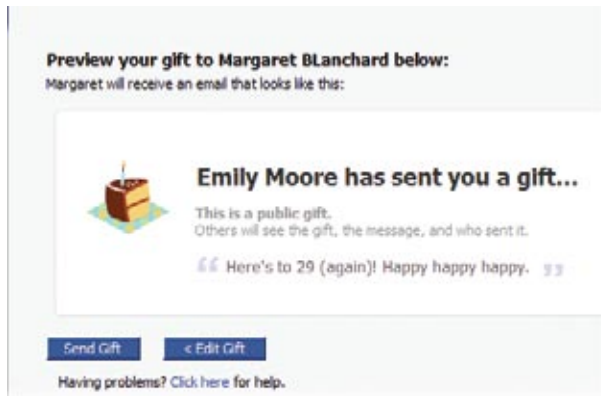 Preview your gift to Margaret BLanchard below:
Margaret will receive an email that looks like this:
Emily Moore has sent you a gift...
This is a public gift.
Others will see the gift, the message, and who sent it.
“ Here's to 29 (again)! Happy happy happy. ”
Send Gift < Edit Gift
Having problems? Click here for help.